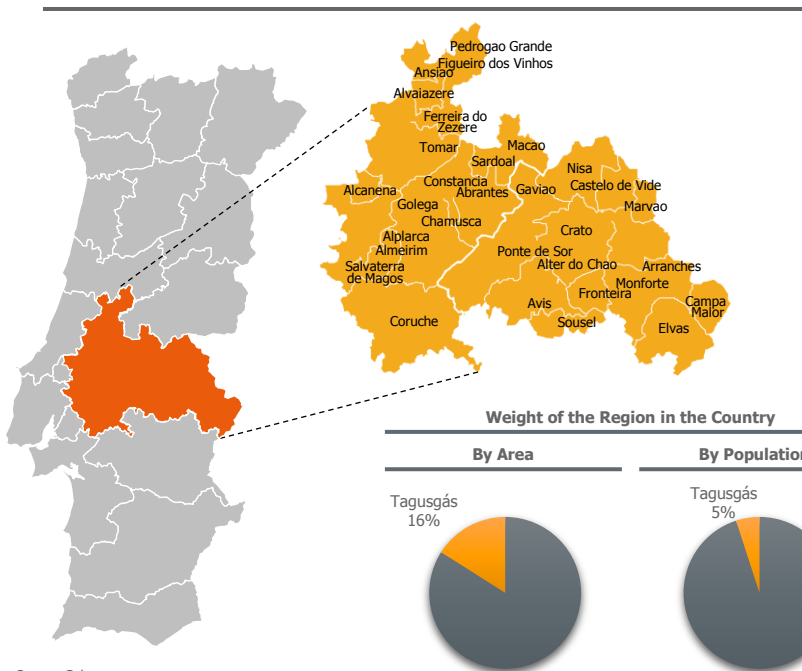 Pedrogao Grande
Figueiro dos Vinhos
Ansiao
Alvaiazere
Ferreira do
Zezere
Tomar
Macao
Sardoal
Nisa
Alcanena
Constancia
Abrantes
Gaviao
Castelo de Vide
Golega
Marvao
Chamusca
Crato
Alplarca
Almeirim
Ponte de Sor
Alter do Chao
Salvaterra
de Magos
Arranches
Monforte
Fronteira
Avis
Campa
Maior
Coruche
Sousel
Elvas
Weight of the Region in the Country
By Area
By Population
Tagusgás
16%
Tagusgás
5%